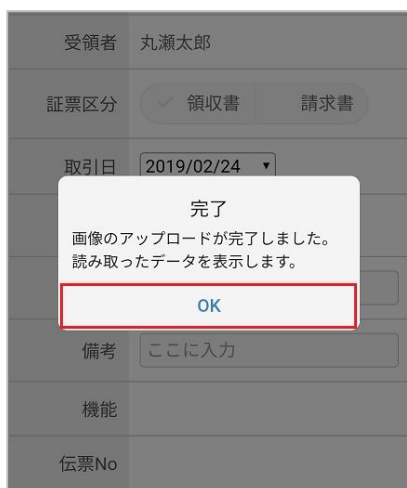 受領者 丸瀬太郎
証票区分 領収書 請求書
取引日 2019/02/24
完了
画像のアップロードが完了しました。
読み取ったデータを表示します。
OK
備考 ここに入力
機能
伝票No